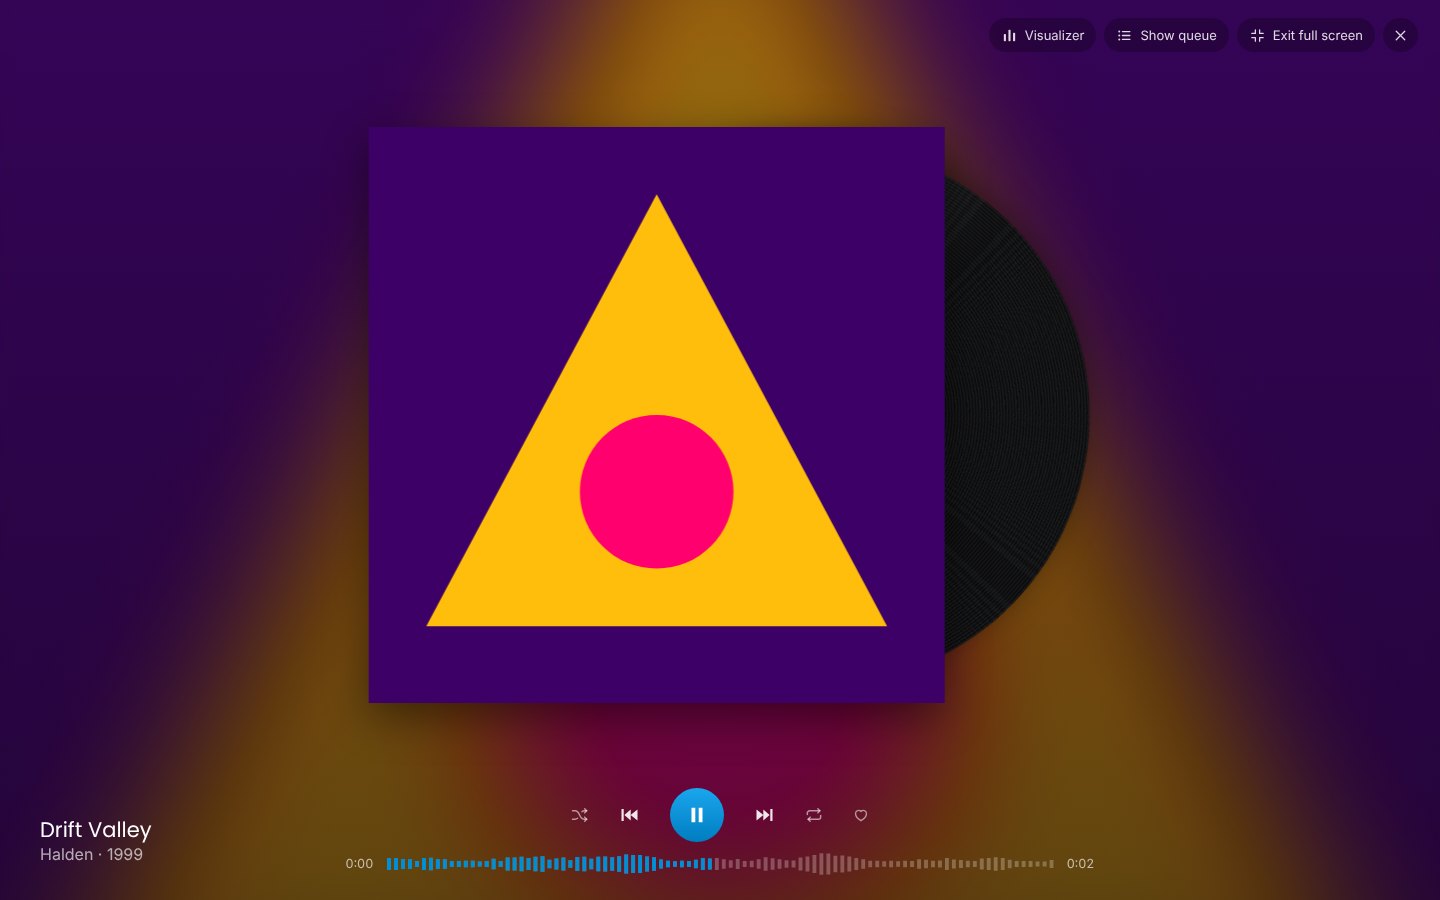 Visualizer
Show queue
Exit full screen
Drift Valley
Halden · 1999
0:00
0:02